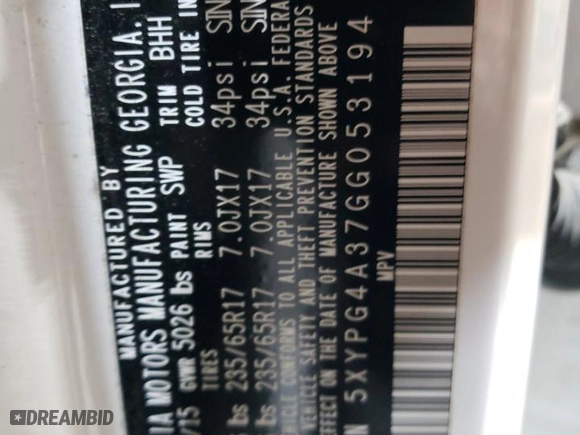 MANUFACTURED BY
IA MOTORS MANUFACTURING GEORGIA. I
/15 GVWR 5026 bs PAINT SWP TRIM BHH
TIRES RIMS COLD TIRE IN
bs 235/65R17 7.0JX17 34psi SIN
bs 235/65R17 7.0JX17 34psi SIN
VEHICLE CONFORMS TO ALL APPLICABLE U.S.A. FEDERA
VEHICLE SAFETY AND THEFT PREVENTION STANDARDS
EFFECT ON THE DATE OF MANUFACTURE SHOWN ABOVE
N 5XYPG4A37GG053194
MPV
DREAMBID